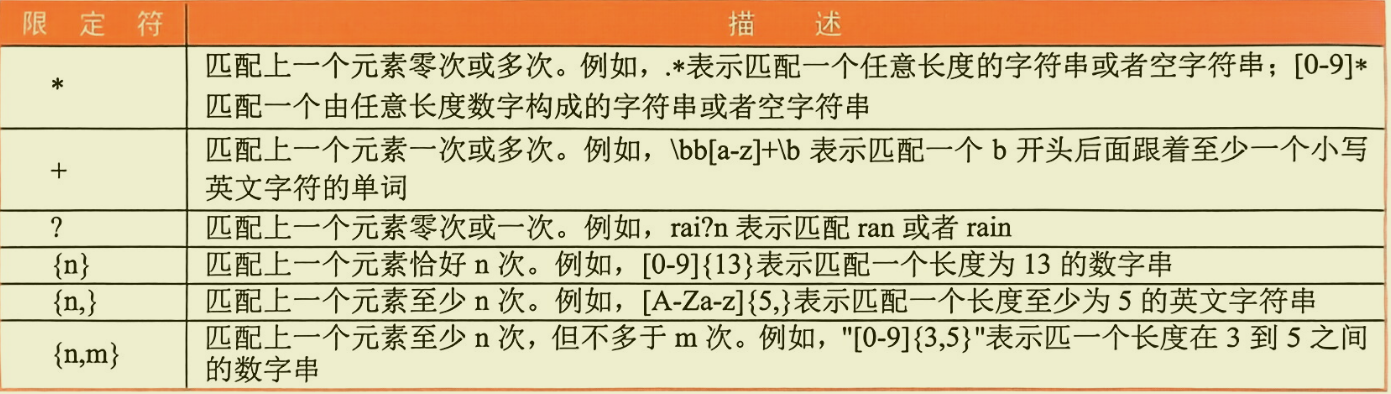 限 定 符 描 述
* 匹配上一个元素零次或多次。例如，.*表示匹配一个任意长度的字符串或者空字符串；[0-9]*
匹配一个由任意长度数字构成的字符串或者空字符串
+ 匹配上一个元素一次或多次。例如，\bb[a-z]+\b 表示匹配一个 b 开头后面跟着至少一个小写
英文字符的单词
? 匹配上一个元素零次或一次。例如，rai?n 表示匹配 ran 或者 rain
{n} 匹配上一个元素恰好 n 次。例如，[0-9]{13}表示匹配一个长度为 13 的数字串
{n,} 匹配上一个元素至少 n 次。例如，[A-Za-z]{5,}表示匹配一个长度至少为 5 的英文字符串
{n,m} 匹配上一个元素至少 n 次，但不多于 m 次。例如，"[0-9]{3,5}"表示匹一个长度在 3 到 5 之间
的数字串